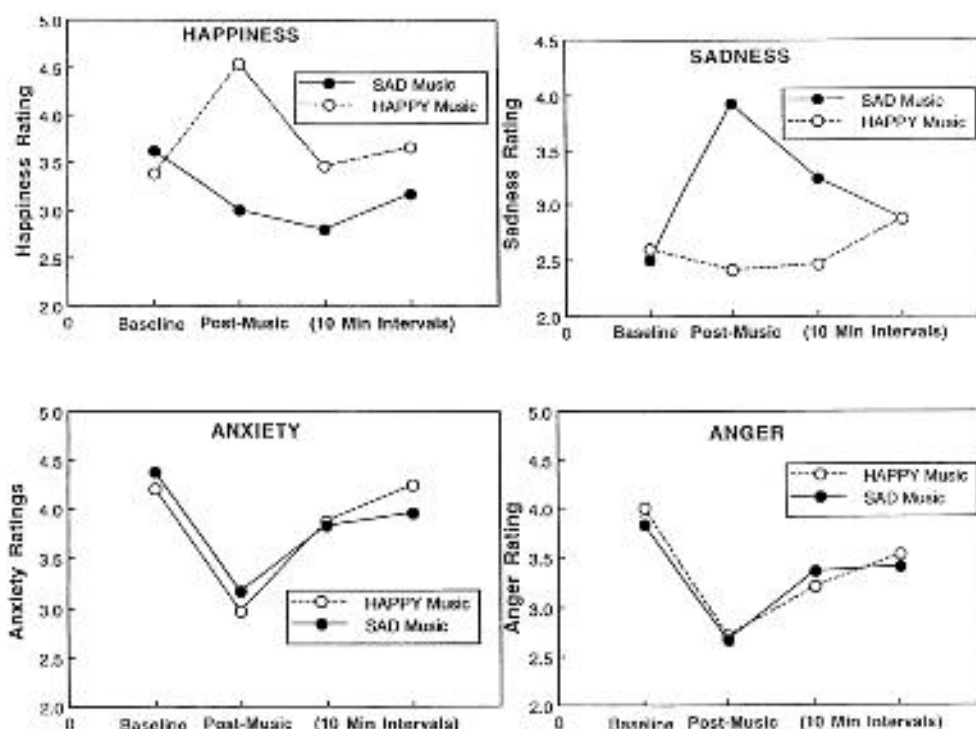 HAPPINESS
SAD Music
HAPPY Music
Happiness Rating
5.0
4.5
4.0
3.5
3.0
2.5
2.0
0
Baseline Post-Music (10 Min Intervals)
SADNESS
SAD Music
HAPPY Music
Sadness Rating
4.5
4.0
3.5
3.0
2.5
2.0
0
Baseline Post-Music (10 Min Intervals)
ANXIETY
HAPPY Music
SAD Music
Anxiety Ratings
5.0
4.5
4.0
3.5
3.0
2.5
2.0
0
Baseline Post-Music (10 Min Intervals)
ANGER
HAPPY Music
SAD Music
Anger Rating
5.0
4.5
4.0
3.5
3.0
2.5
2.0
0
Baseline Post-Music (10 Min Intervals)